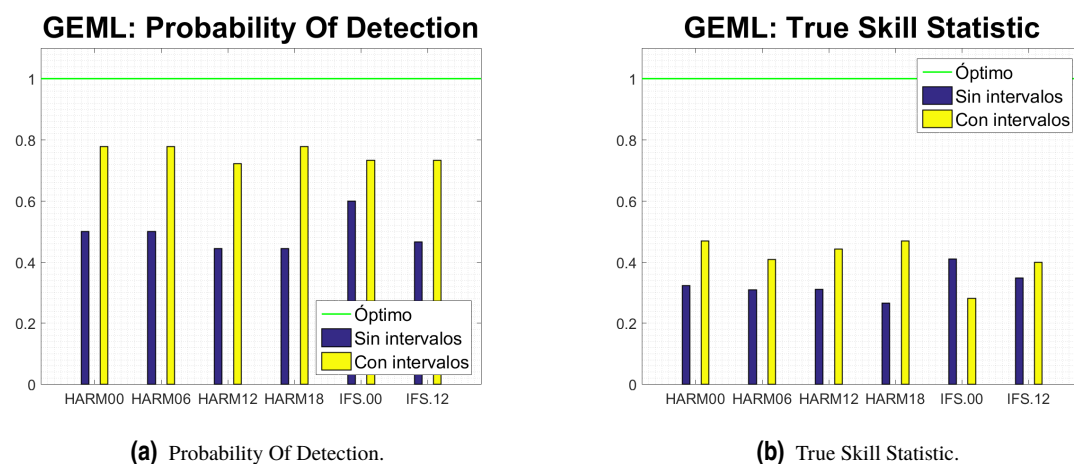 GEML: Probability Of Detection
1
0.8
0.6
0.4
0.2
0
HARM00 HARM06 HARM12 HARM18 IFS.00 IFS.12
Óptimo
Sin intervalos
Con intervalos
(a) Probability Of Detection.
GEML: True Skill Statistic
1
0.8
0.6
0.4
0.2
0
HARM00 HARM06 HARM12 HARM18 IFS.00 IFS.12
Óptimo
Sin intervalos
Con intervalos
(b) True Skill Statistic.